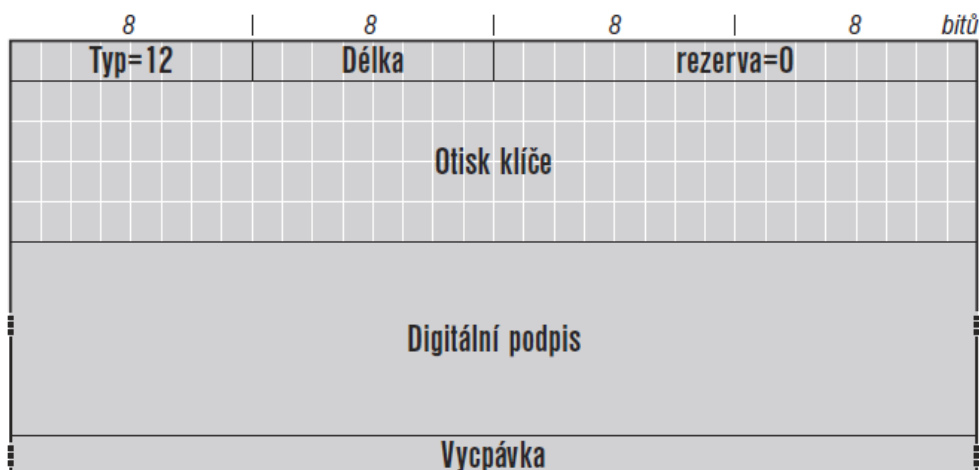 8 8 8 8 bitů
Typ=12 Délka rezerva=0
Otisk klíče
Digitální podpis
Vycpávka